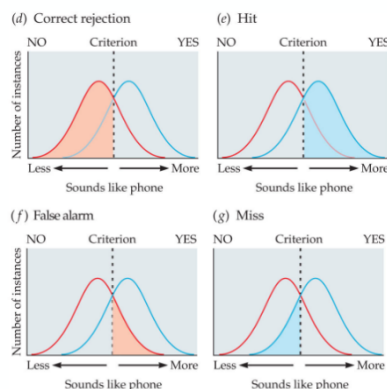 (d) Correct rejection
NO Criterion YES
Number of instances
Less More
Sounds like phone
(e) Hit
NO Criterion YES
Less More
Sounds like phone
(f) False alarm
NO Criterion YES
Number of instances
Less More
Sounds like phone
(g) Miss
NO Criterion YES
Less More
Sounds like phone